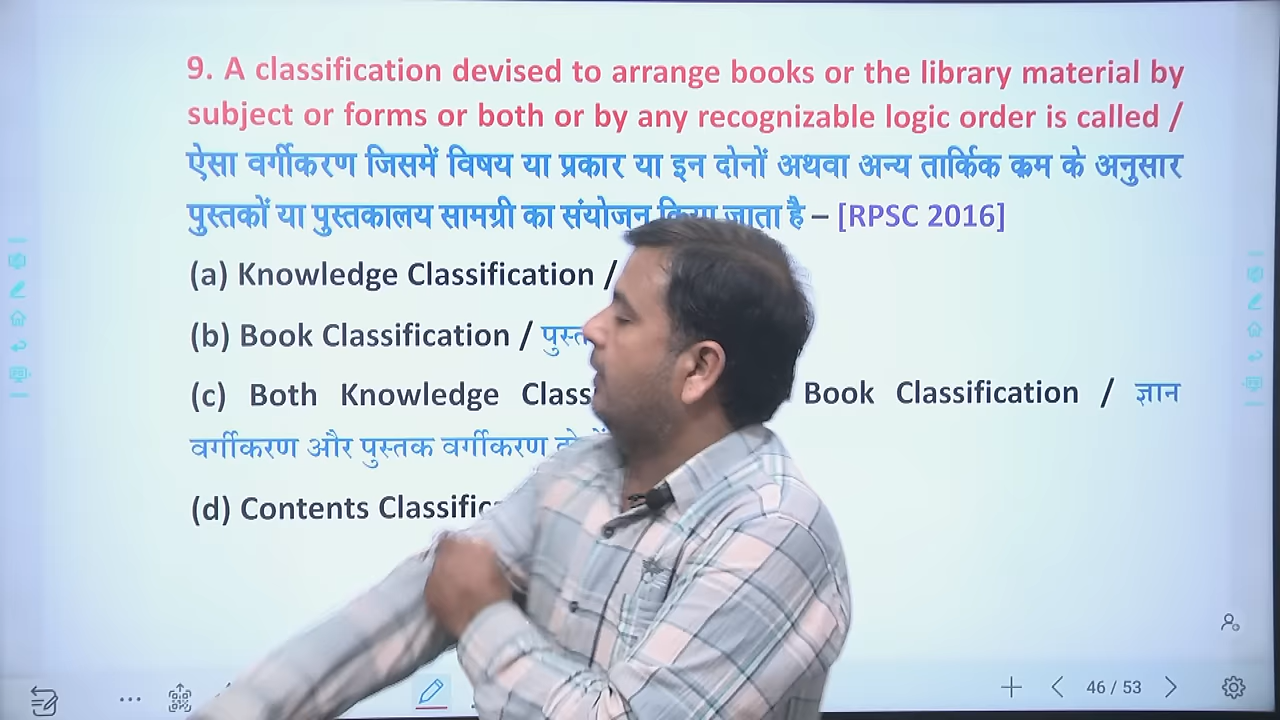 9. A classification devised to arrange books or the library material by
subject or forms or both or by any recognizable logic order is called /
ऐसा वर्गीकरण जिसमें विषय या प्रकार या इन दोनों अथवा अन्य तार्किक क्रम के अनुसार
पुस्तकों या पुस्तकालय सामग्री का संयोजन किया जाता है – [RPSC 2016]
(a) Knowledge Classification /
(b) Book Classification /
(c) Both Knowledge Book Classification / ज्ञान
वर्गीकरण और पुस्तक वर्गीकरण
(d) Contents
46 / 53